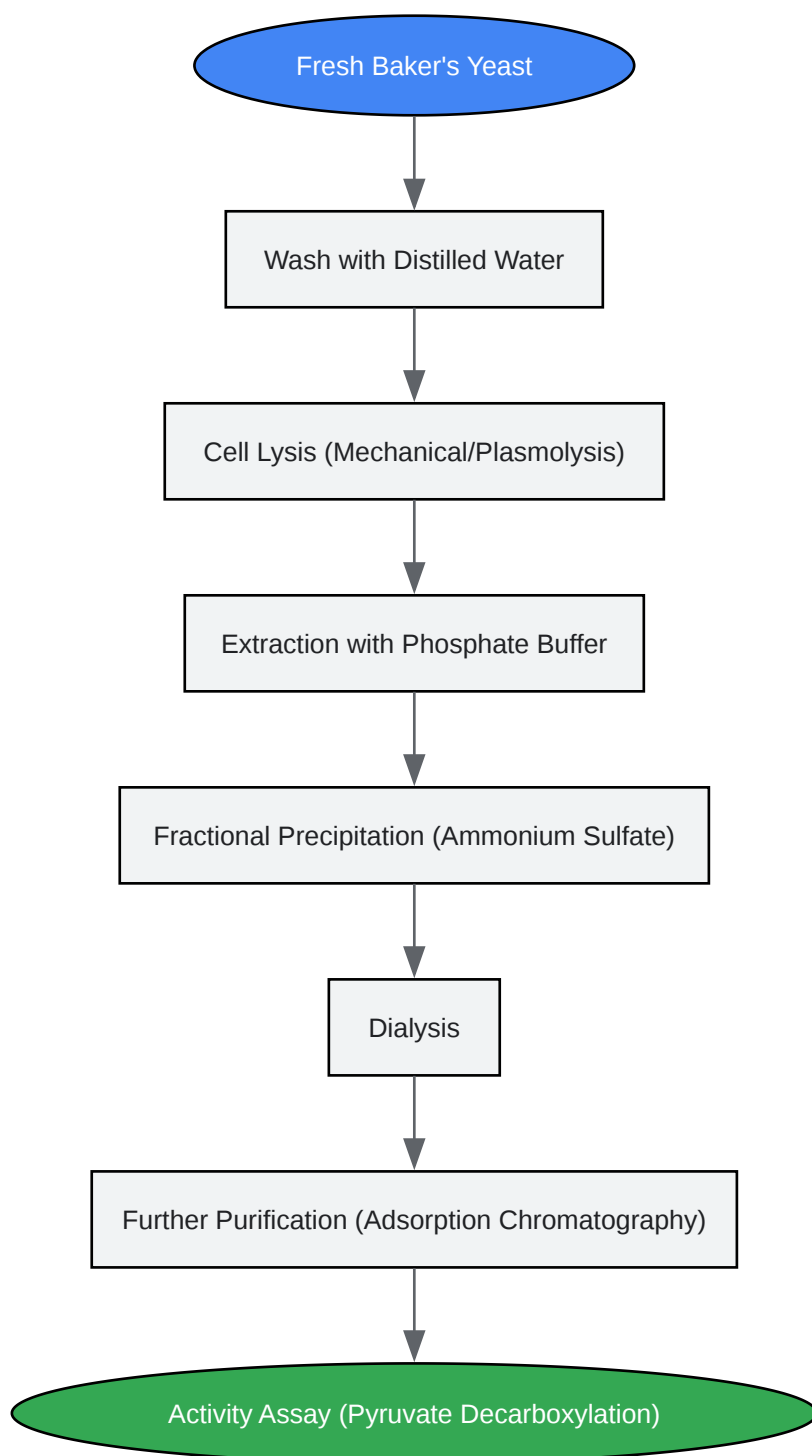 Fresh Baker's Yeast
Wash with Distilled Water
Cell Lysis (Mechanical/Plasmolysis)
Extraction with Phosphate Buffer
Fractional Precipitation (Ammonium Sulfate)
Dialysis
Further Purification (Adsorption Chromatography)
Activity Assay (Pyruvate Decarboxylation)